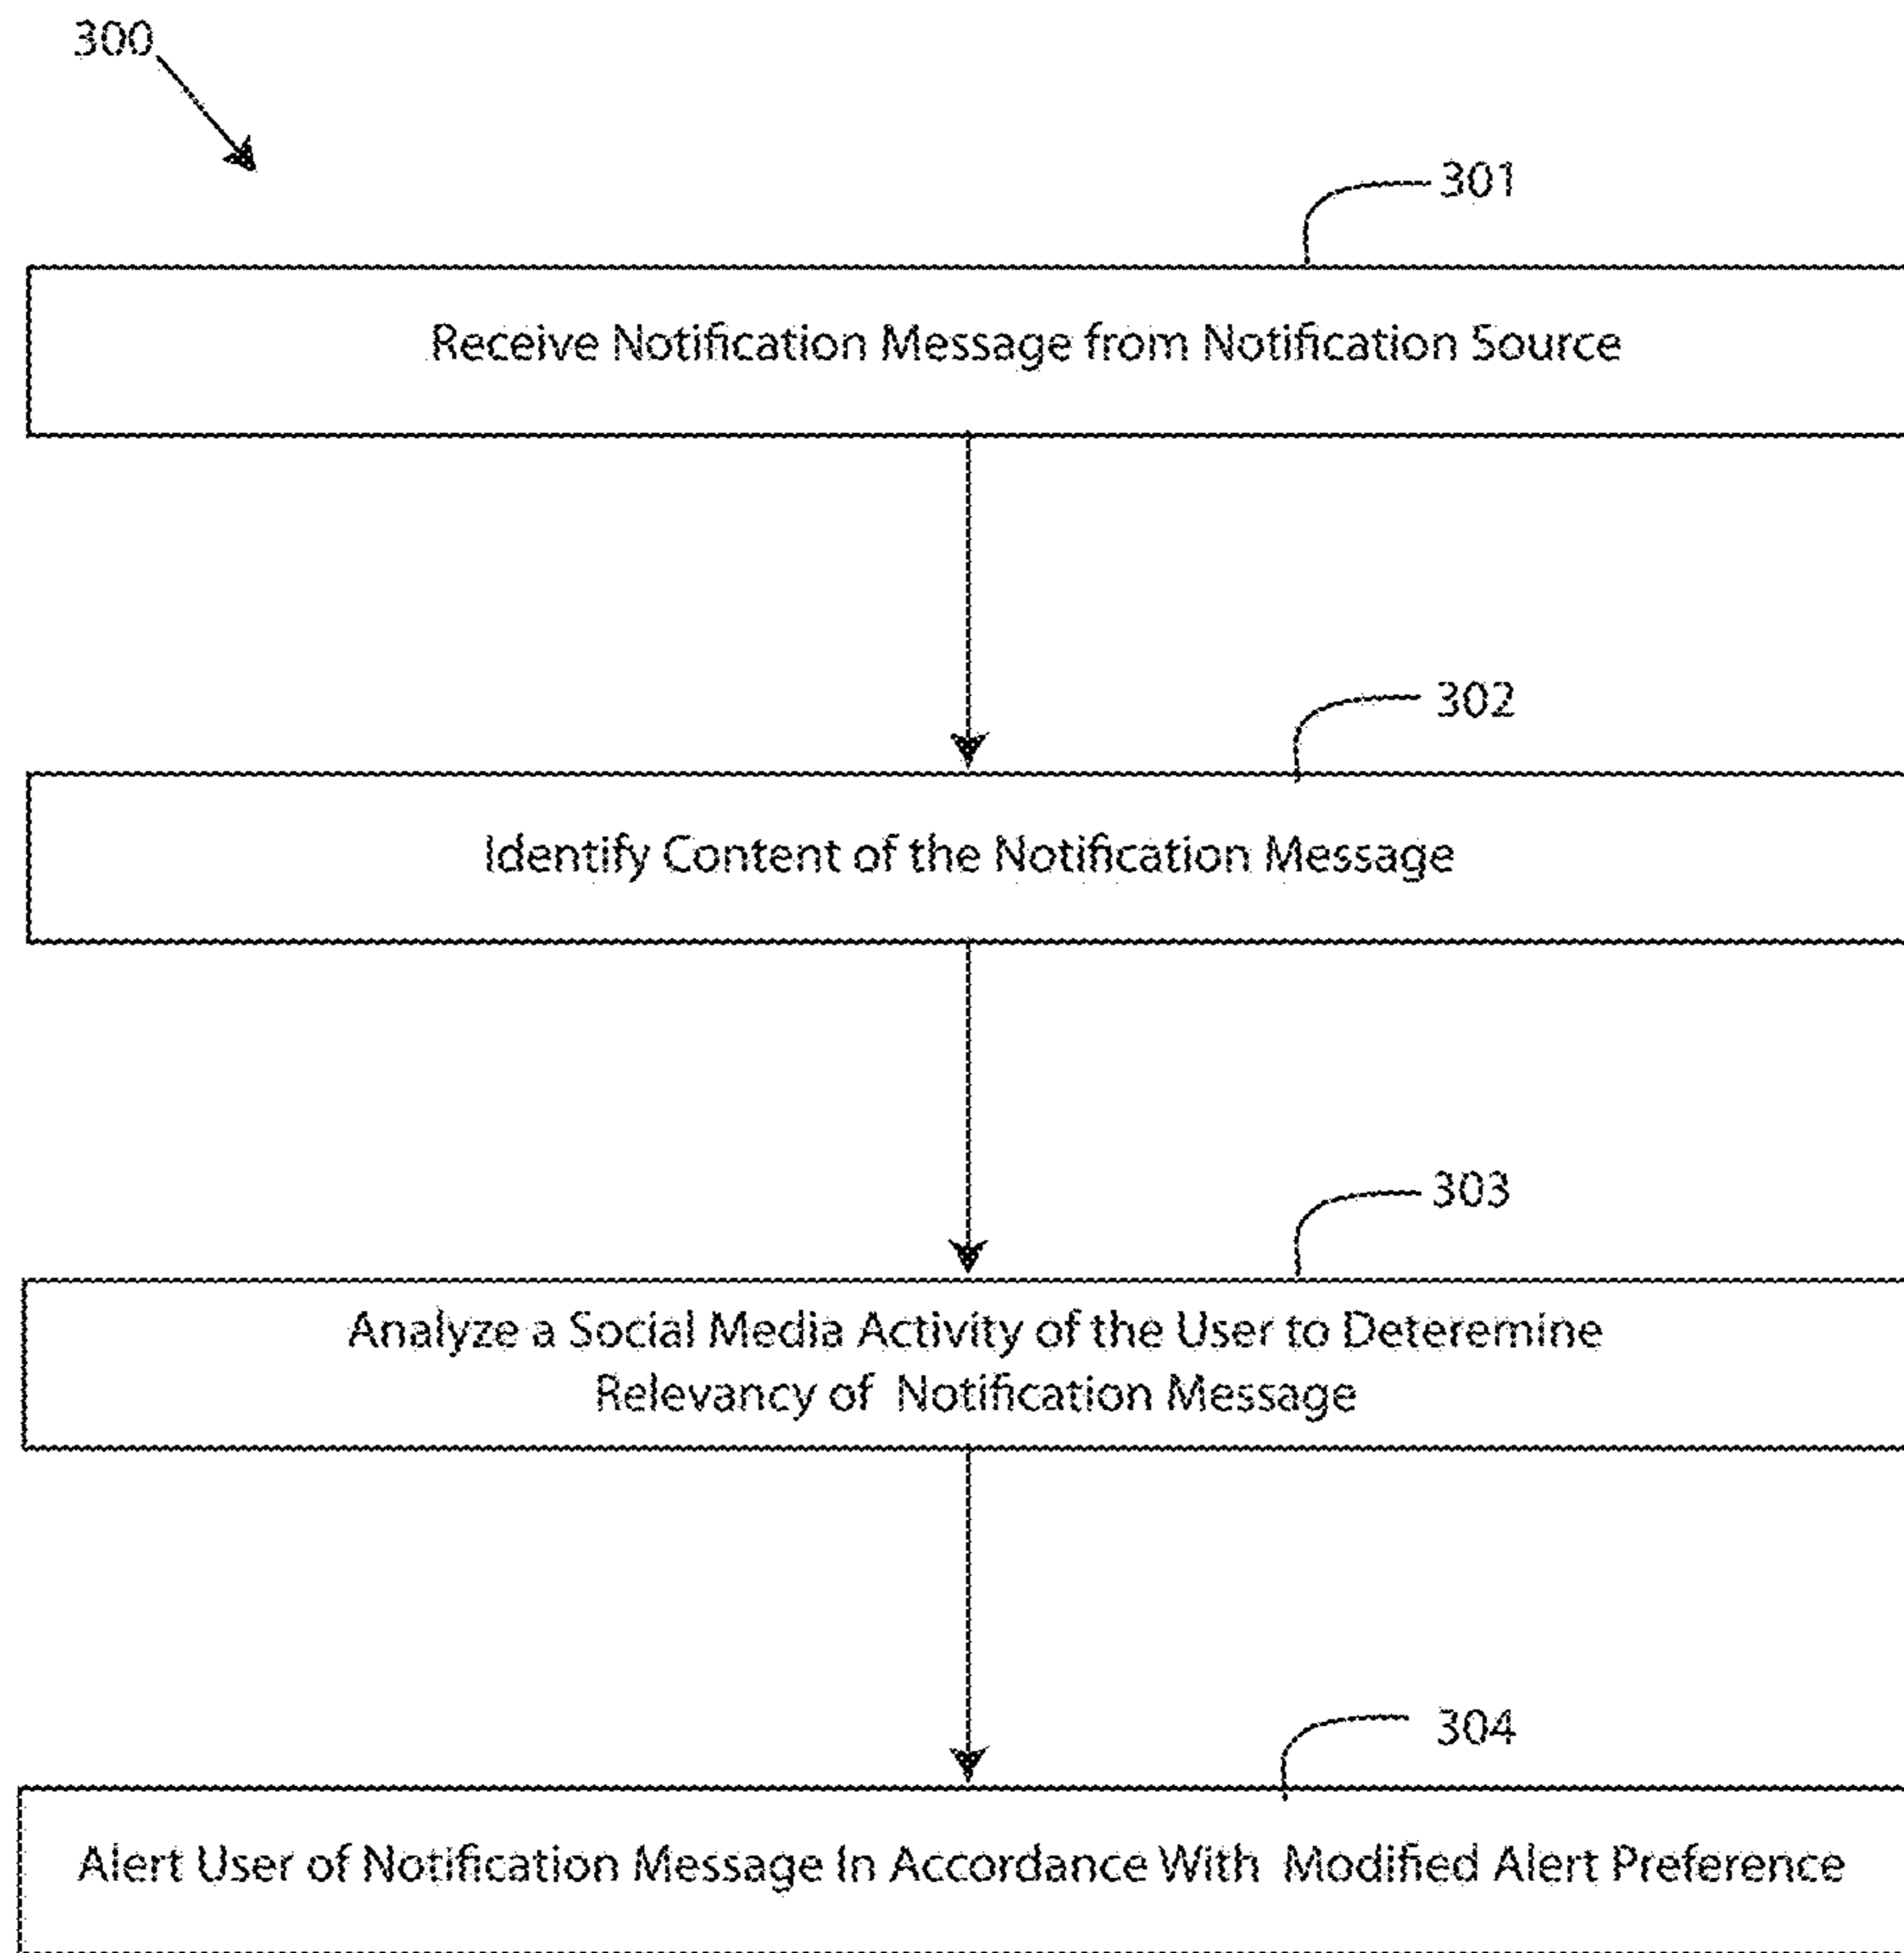 300
301
Receive Notification Message from Notification Source
302
Identify Content of the Notification Message
303
Analyze a Social Media Activity of the User to Deteremine
Relevancy of Notification Message
304
Alert User of Notification Message In Accordance With Modified Alert Preference